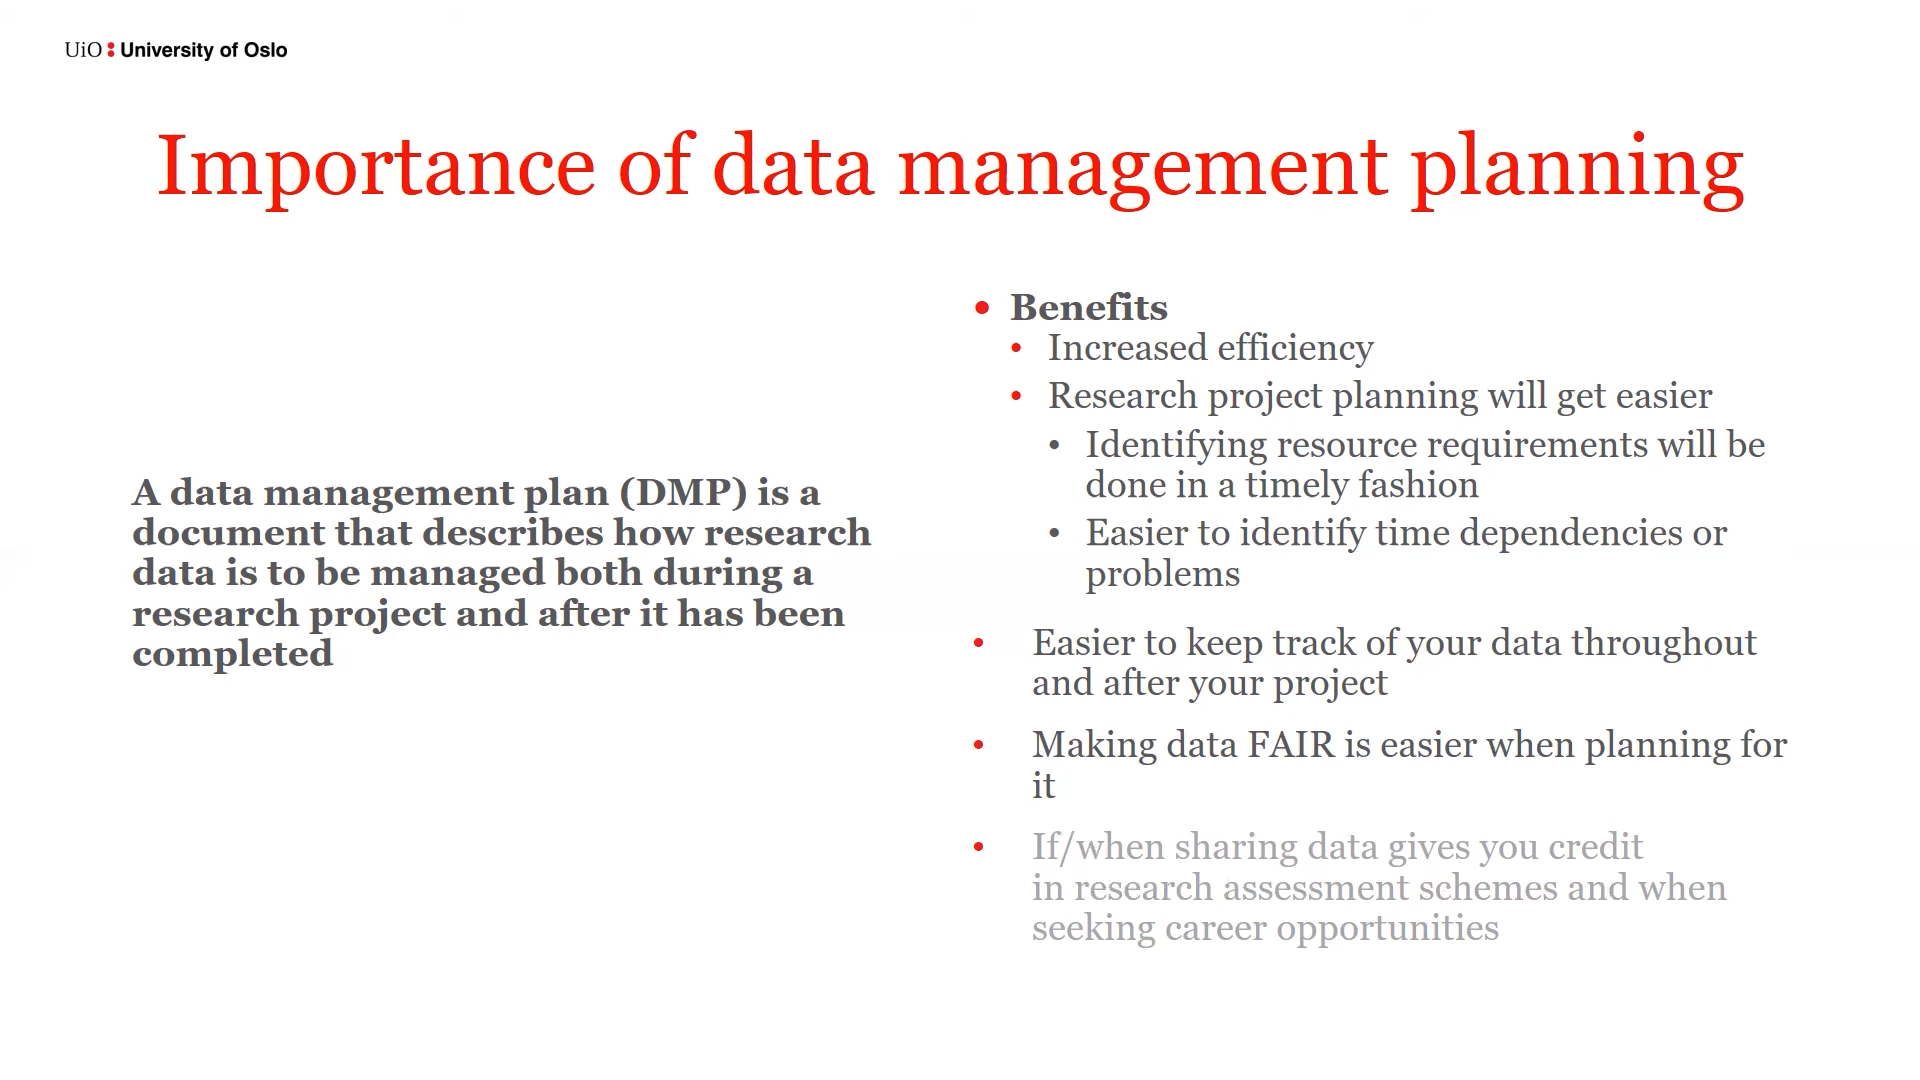 UiO : University of Oslo
Importance of data management planning
A data management plan (DMP) is a
document that describes how research
data is to be managed both during a
research project and after it has been
completed
• Benefits
• Increased efficiency
• Research project planning will get easier
• Identifying resource requirements will be
done in a timely fashion
• Easier to identify time dependencies or
problems
• Easier to keep track of your data throughout
and after your project
• Making data FAIR is easier when planning for
it
• If/when sharing data gives you credit
in research assessment schemes and when
seeking career opportunities